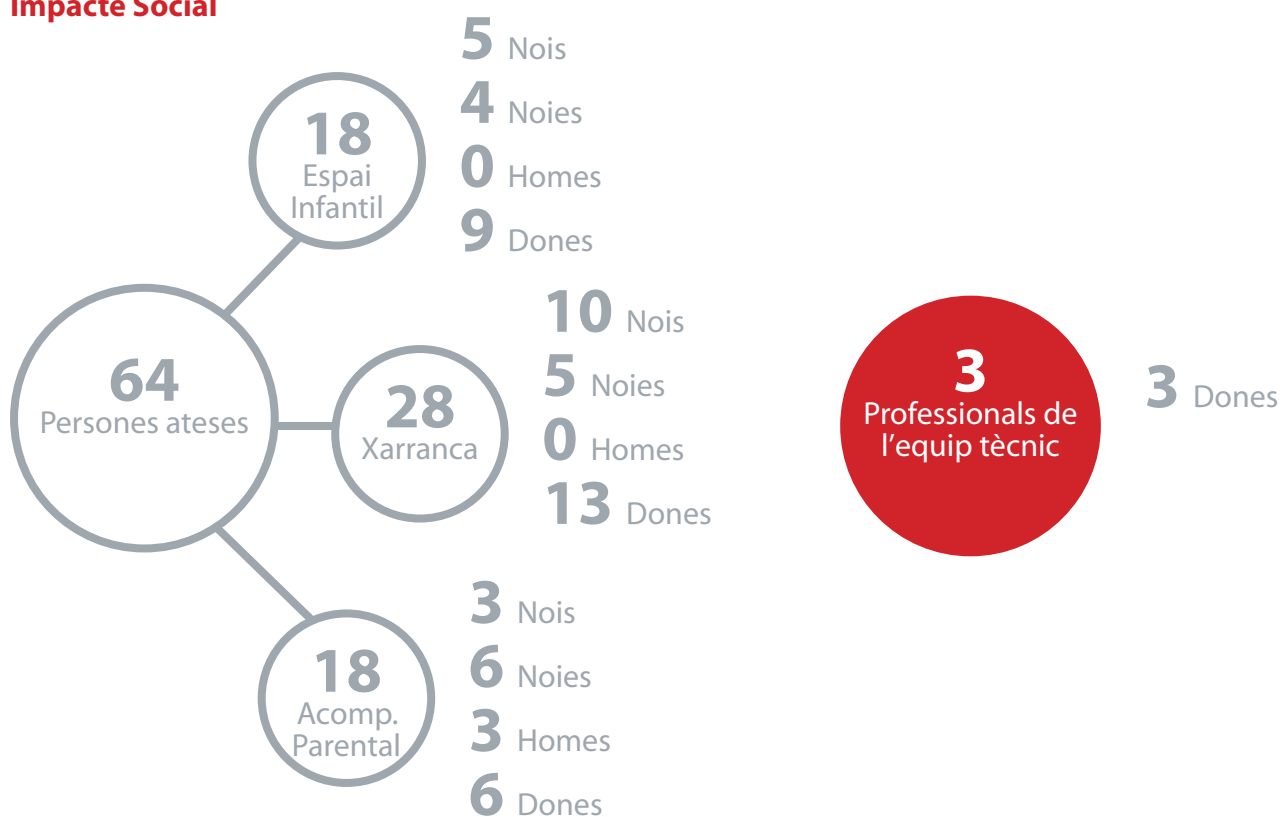 Impacte Social
18
Espai
Infantil
5 Nois
4 Noies
0 Homes
9 Dones
64
Persones ateses
28
Xarranca
10 Nois
5 Noies
0 Homes
13 Dones
18
Acomp.
Parental
3 Nois
6 Noies
3 Homes
6 Dones
3
Professionals de
l'equip tècnic
3 Dones